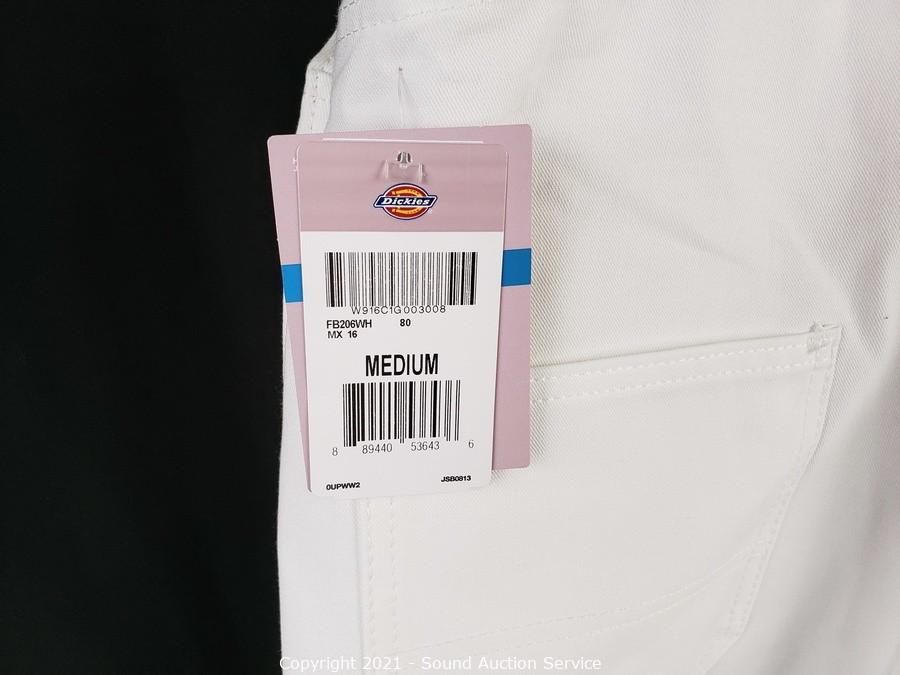 Dickies
W916C1G003008
FB206WH 80
MX 16
MEDIUM
8 89440 53643 6
0UPWW2 JSB0813
Copyright 2021 - Sound Auction Service